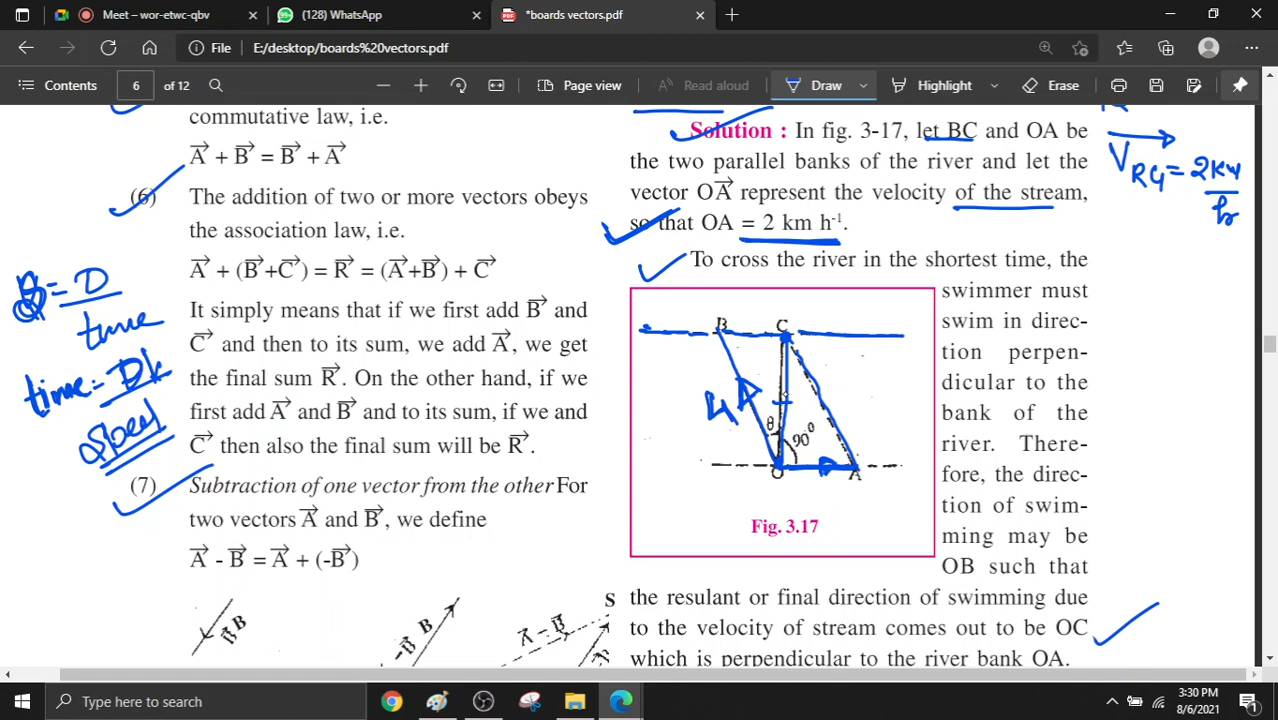 Meet – wor-etwc-qbv
(128) WhatsApp
*boards vectors.pdf
File
E:/desktop/boards%20vectors.pdf
Contents
6
of 12
Page view
Read aloud
Draw
Highlight
Erase
commutative law, i.e.
A + B = B + A
(6) The addition of two or more vectors obeys
the association law, i.e.
A + (B+C) = R = (A+B) + C
It simply means that if we first add B and
C and then to its sum, we add A, we get
the final sum R. On the other hand, if we
first add A and B and to its sum, if we and
C then also the final sum will be R.
(7) Subtraction of one vector from the other For
two vectors A and B, we define
A - B = A + (-B)
B B
-B B
A - B
S
= D
time
time = 
speed
Solution : In fig. 3-17, let BC and OA be
the two parallel banks of the river and let the
vector OA represent the velocity of the stream,
so that OA = 2 km h-1.
To cross the river in the shortest time, the
swimmer must
swim in direc-
tion perpen-
dicular to the
bank of the
river. There-
fore, the direc-
tion of swim-
ming may be
OB such that
the resulant or final direction of swimming due
to the velocity of stream comes out to be OC
which is perpendicular to the river bank OA.
B C
4
θ 90°
O A
Fig. 3.17
VRG = 2km
h
Type here to search
3:30 PM
8/6/2021
1